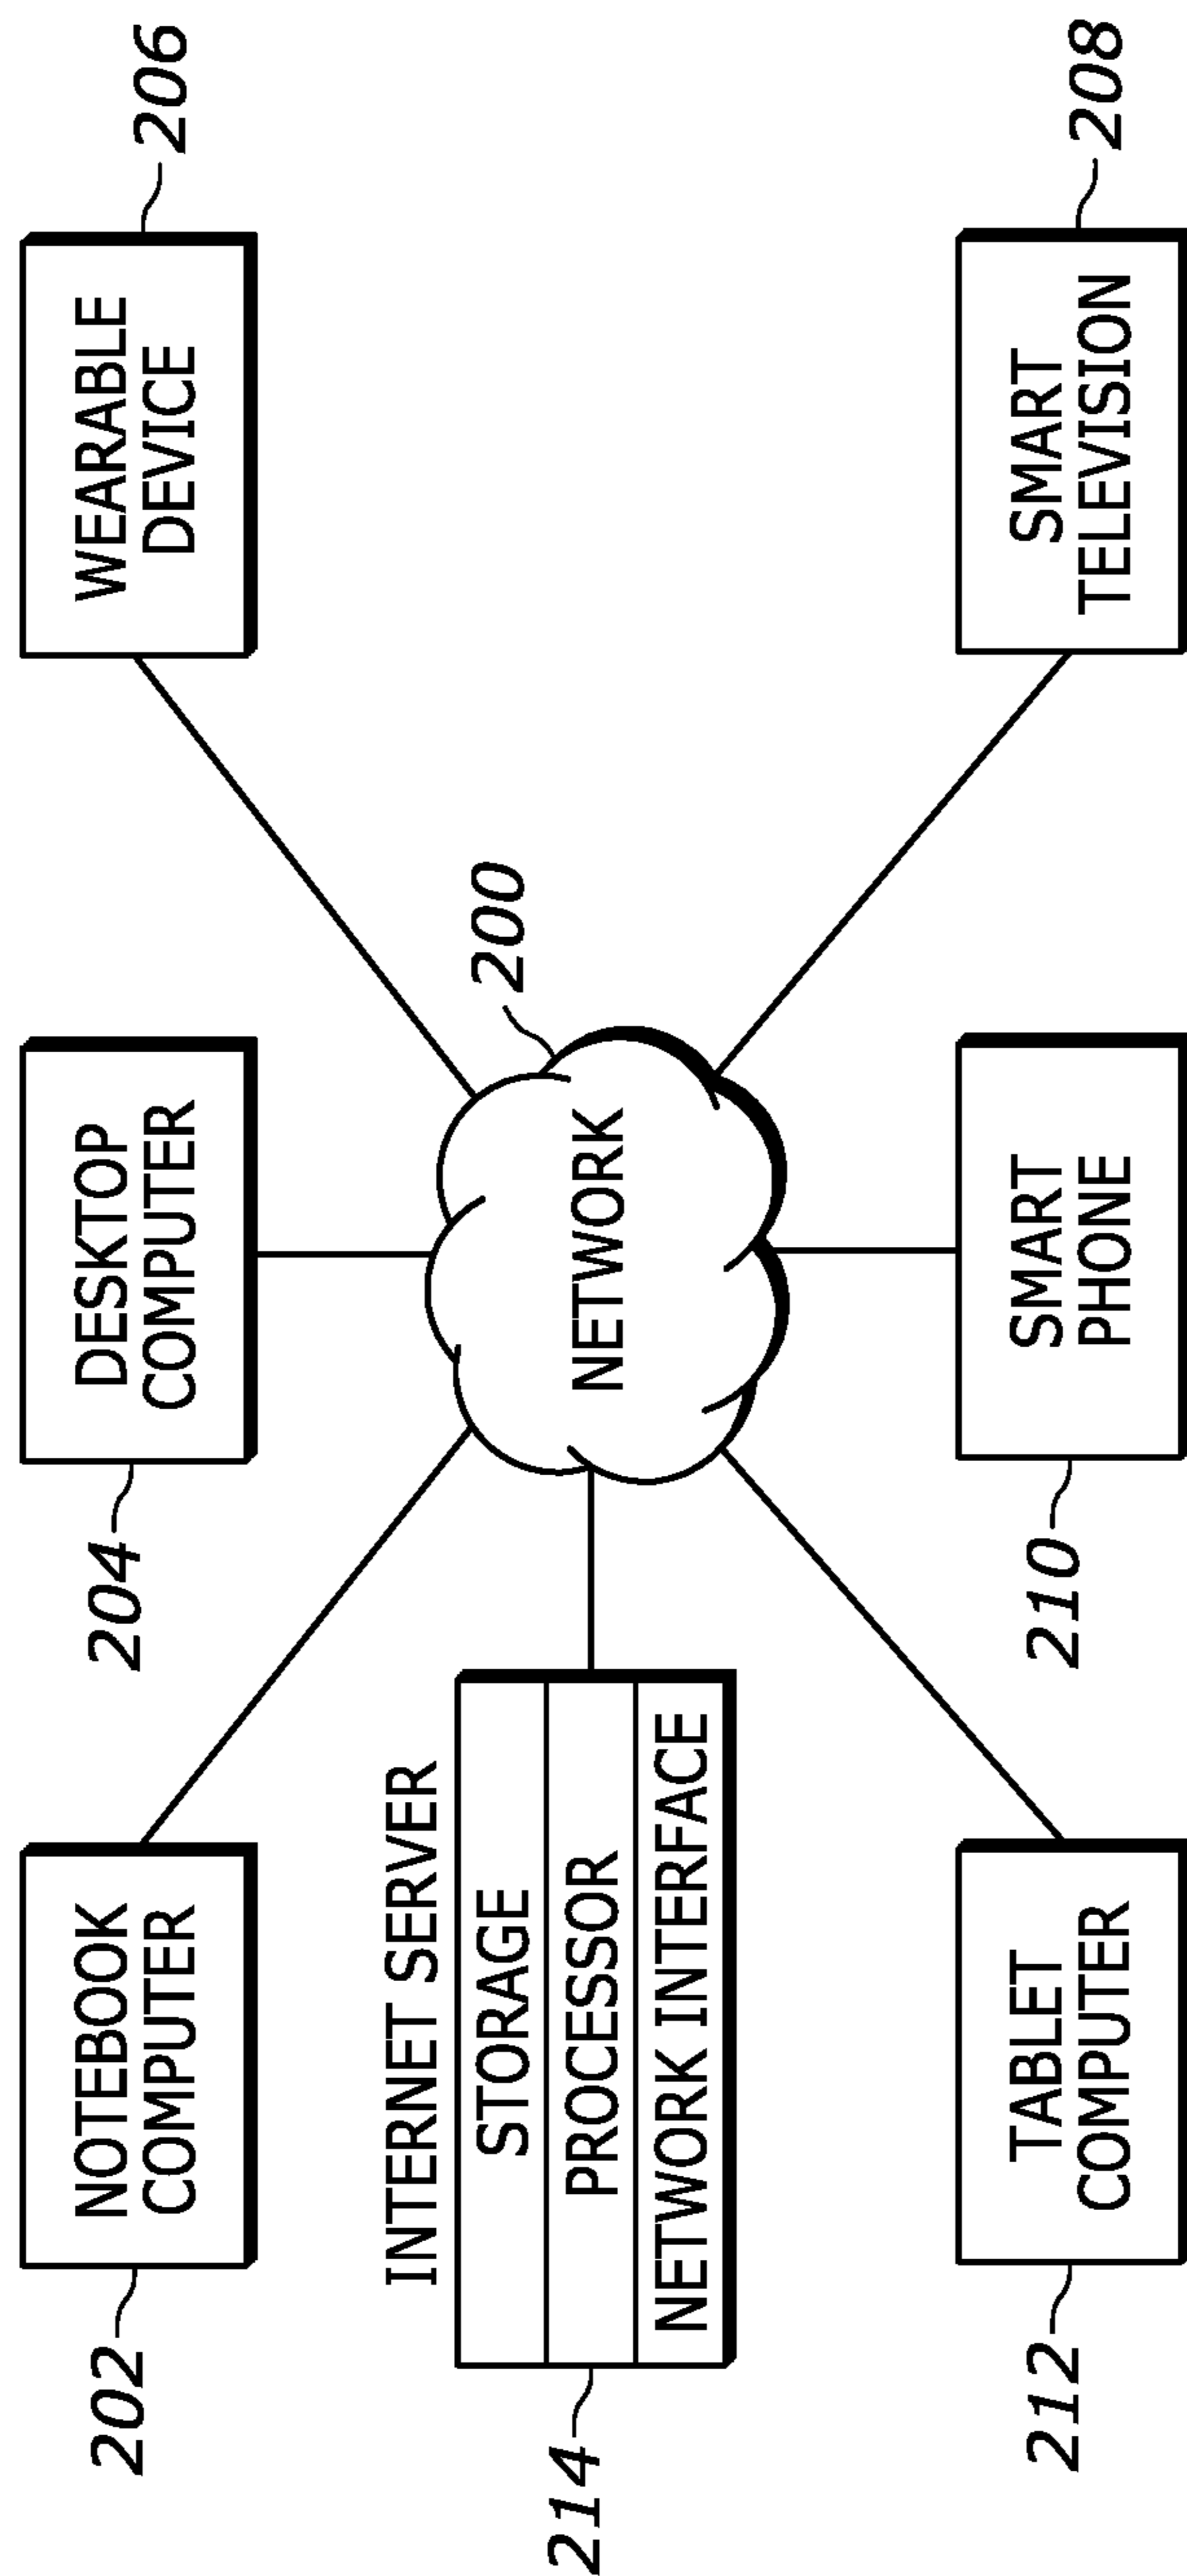 202
NOTEBOOK
COMPUTER
204
DESKTOP
COMPUTER
WEARABLE
DEVICE
206
INTERNET SERVER
214
STORAGE
PROCESSOR
NETWORK INTERFACE
NETWORK
200
212
TABLET
COMPUTER
210
SMART
PHONE
SMART
TELEVISION
208